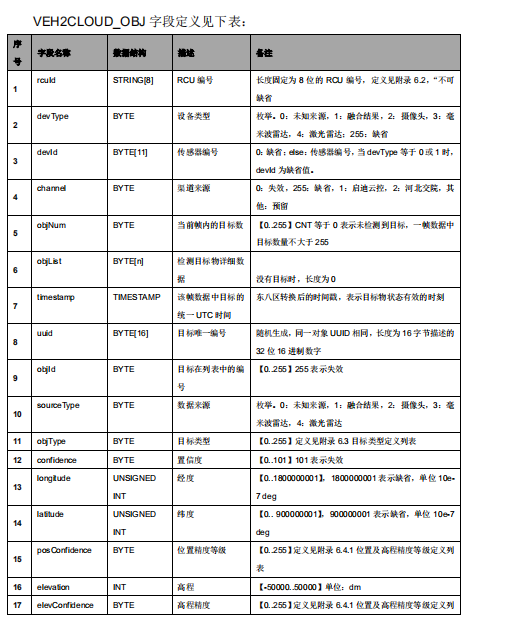 VEH2CLOUD_OBJ 字段定义见下表：
序号 字段名称 数据结构 描述 备注
1 rcuId STRING[8] RCU 编号 长度固定为 8 位的 RCU 编号，定义见附录 6.2，“不可
缺省
2 devType BYTE 设备类型 枚举。0：未知来源，1：融合结果，2：摄像头，3：毫
米波雷达，4：激光雷达；255：缺省
3 devId BYTE[11] 传感器编号 0：缺省；else：传感器编号，当 devType 等于 0 或 1 时，
devId 为缺省值。
4 channel BYTE 渠道来源 0：失效，255：缺省，1：启迪云控，2：河北交院，其
他：预留
5 objNum BYTE 当前帧内的目标数 【0..255】CNT 等于 0 表示未检测到目标，一帧数据中
目标数量不大于 255
6 objList BYTE[n] 检测目标物详细数
据 没有目标时，长度为 0
7 timestamp TIMESTAMP 该帧数据中目标的
统一 UTC 时间 东八区转换后的时间戳，表示目标物状态有效的时刻
8 uuid BYTE[16] 目标唯一编号 随机生成，同一对象 UUID 相同，长度为 16 字节描述的
32 位 16 进制数字
9 objId BYTE 目标在列表中的编
号 【0..255】255 表示失效
10 sourceType BYTE 数据来源 枚举。0：未知来源，1：融合结果，2：摄像头，3：毫
米波雷达，4：激光雷达
11 objType BYTE 目标类型 【0..255】定义见附录 6.3 目标类型定义列表
12 confidence BYTE 置信度 【0..101】101 表示失效
13 longitude UNSIGNED
INT 经度 【0..1800000001】，1800000001 表示缺省，单位 10e-
7 deg
14 latitude UNSIGNED
INT 纬度 【0.. 900000001】，900000001 表示缺省，单位 10e-7
deg
15 posConfidence BYTE 位置精度等级 【0..255】定义见附录 6.4.1 位置及高程精度等级定义列
表
16 elevation INT 高程 【-50000..50000】单位：dm
17 elevConfidence BYTE 高程精度 【0..255】定义见附录 6.4.1 位置及高程精度等级定义列